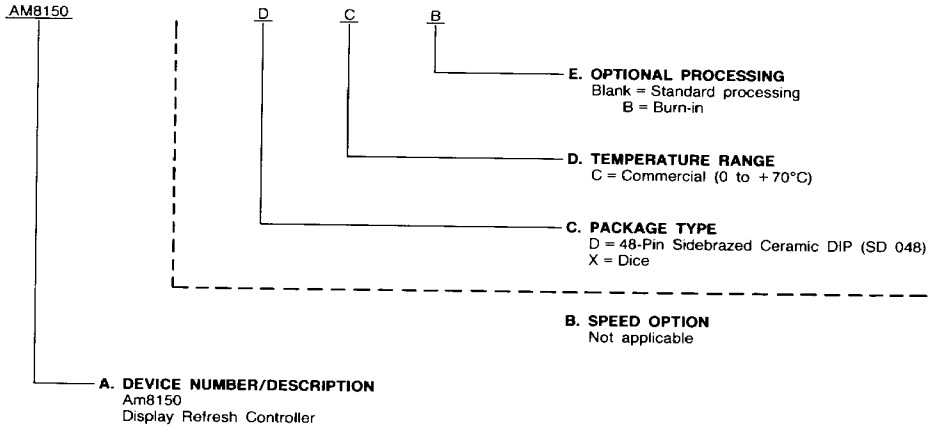 AM8150 D C B
E. OPTIONAL PROCESSING
Blank = Standard processing
B = Burn-in
D. TEMPERATURE RANGE
C = Commercial (0 to +70°C)
C. PACKAGE TYPE
D = 48-Pin Sidebrazed Ceramic DIP (SD 048)
X = Dice
B. SPEED OPTION
Not applicable
A. DEVICE NUMBER/DESCRIPTION
Am8150
Display Refresh Controller